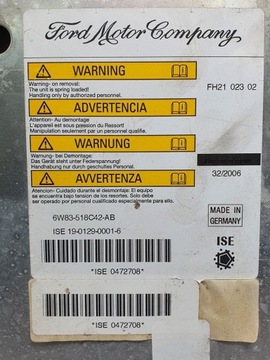 Ford Motor Company
WARNING
Warning- on removal:
The unit is spring loaded!
Handling only by authorised personnel.
FH21 023 02
ADVERTENCIA
Attention- Au demontage
L'appareil est sous pression du Ressort!
Manipulation seulement par un personnel qualifie.
WARNUNG
Warnung- bei Demontage:
Das Gerät steht unter Federspannung!
Handhabung nur durch geschultes Personal.
AVVERTENZA
32/2006
Atención- Cuidado durante el desmontaje. El equipo
se encuentra bajo tension de los resortes. Solo debe
ser operado por personal calificado especialmente para ello.
6W83-518C42-AB
ISE 19-0129-0001-6
MADE IN
GERMANY
ISE
*ISE 0472708*
*ISE 0472708*